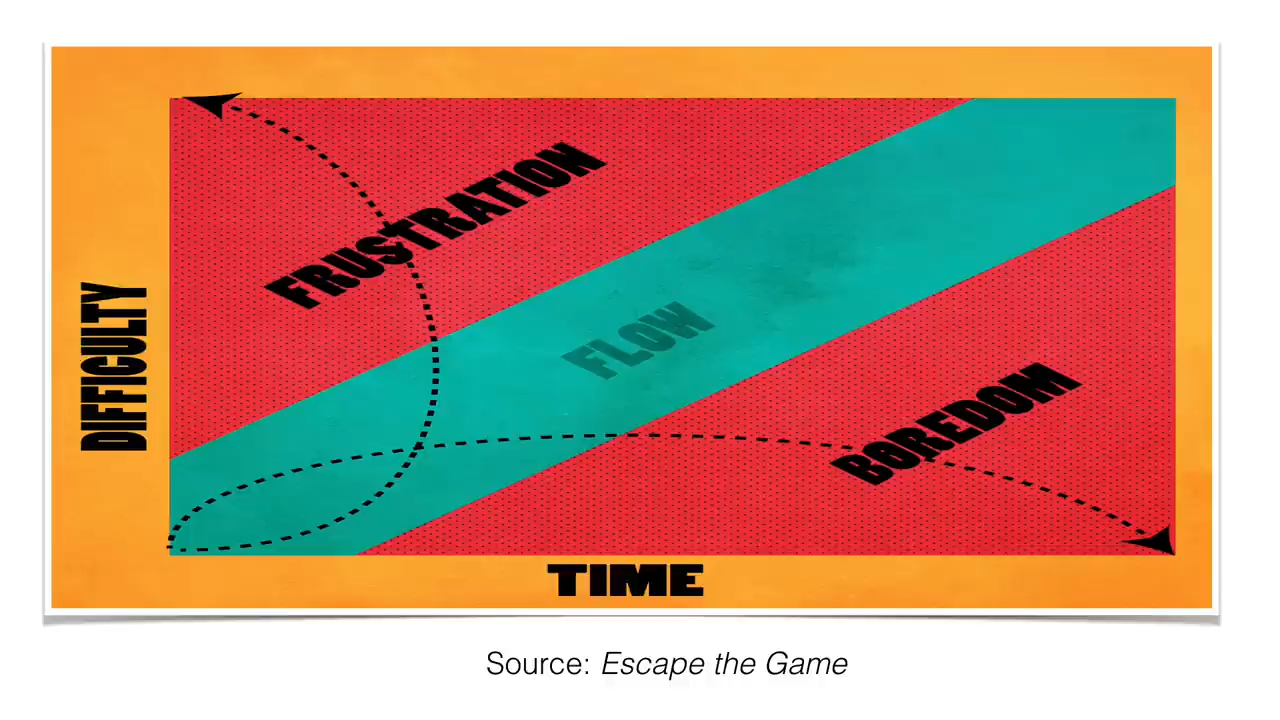 FRUSTRATION
DIFFICULTY
FLOW
BOREDOM
TIME
Source: Escape the Game